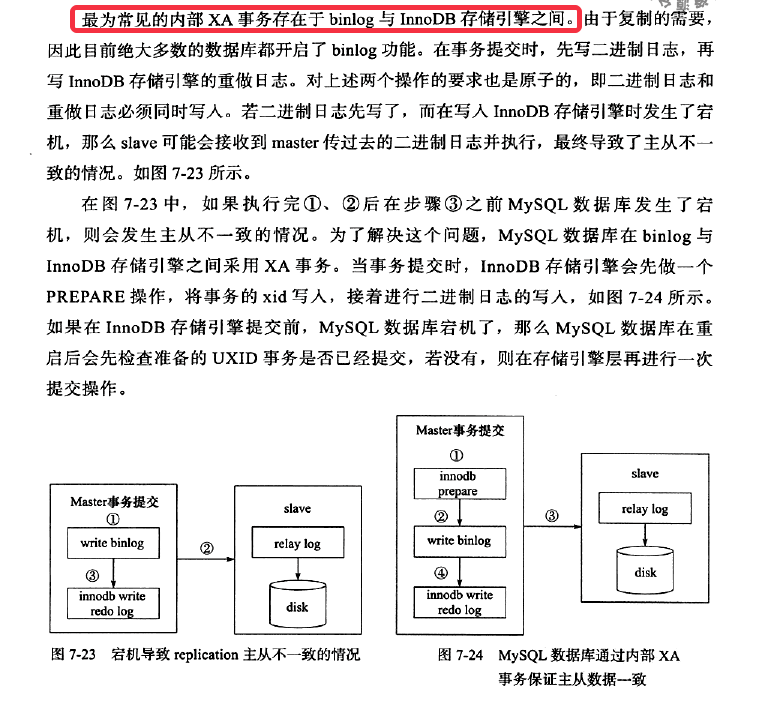 最为常见的内部 XA 事务存在于 binlog 与 InnoDB 存储引擎之间。由于复制的需要，
因此目前绝大多数的数据库都开启了 binlog 功能。在事务提交时，先写二进制日志，再
写 InnoDB 存储引擎的重做日志。对上述两个操作的要求也是原子的，即二进制日志和
重做日志必须同时写入。若二进制日志先写了，而在写入 InnoDB 存储引擎时发生了宕
机，那么 slave 可能会接收到 master 传过去的二进制日志并执行，最终导致了主从不一
致的情况。如图 7-23 所示。
在图 7-23 中，如果执行完①、②后在步骤③之前 MySQL 数据库发生了宕
机，则会发生主从不一致的情况。为了解决这个问题，MySQL 数据库在 binlog 与
InnoDB 存储引擎之间采用 XA 事务。当事务提交时，InnoDB 存储引擎会先做一个
PREPARE 操作，将事务的 xid 写入，接着进行二进制日志的写入，如图 7-24 所示。
如果在 InnoDB 存储引擎提交前，MySQL 数据库宕机了，那么 MySQL 数据库在重
启后会先检查准备的 UXID 事务是否已经提交，若没有，则在存储引擎层再进行一次
提交操作。
Master事务提交
①
write binlog
③
innodb write
redo log
②
slave
relay log
disk
图 7-23 宕机导致 replication 主从不一致的情况
Master事务提交
①
innodb
prepare
②
write binlog
④
innodb write
redo log
③
slave
relay log
disk
图 7-24 MySQL 数据库通过内部 XA
事务保证主从数据一致